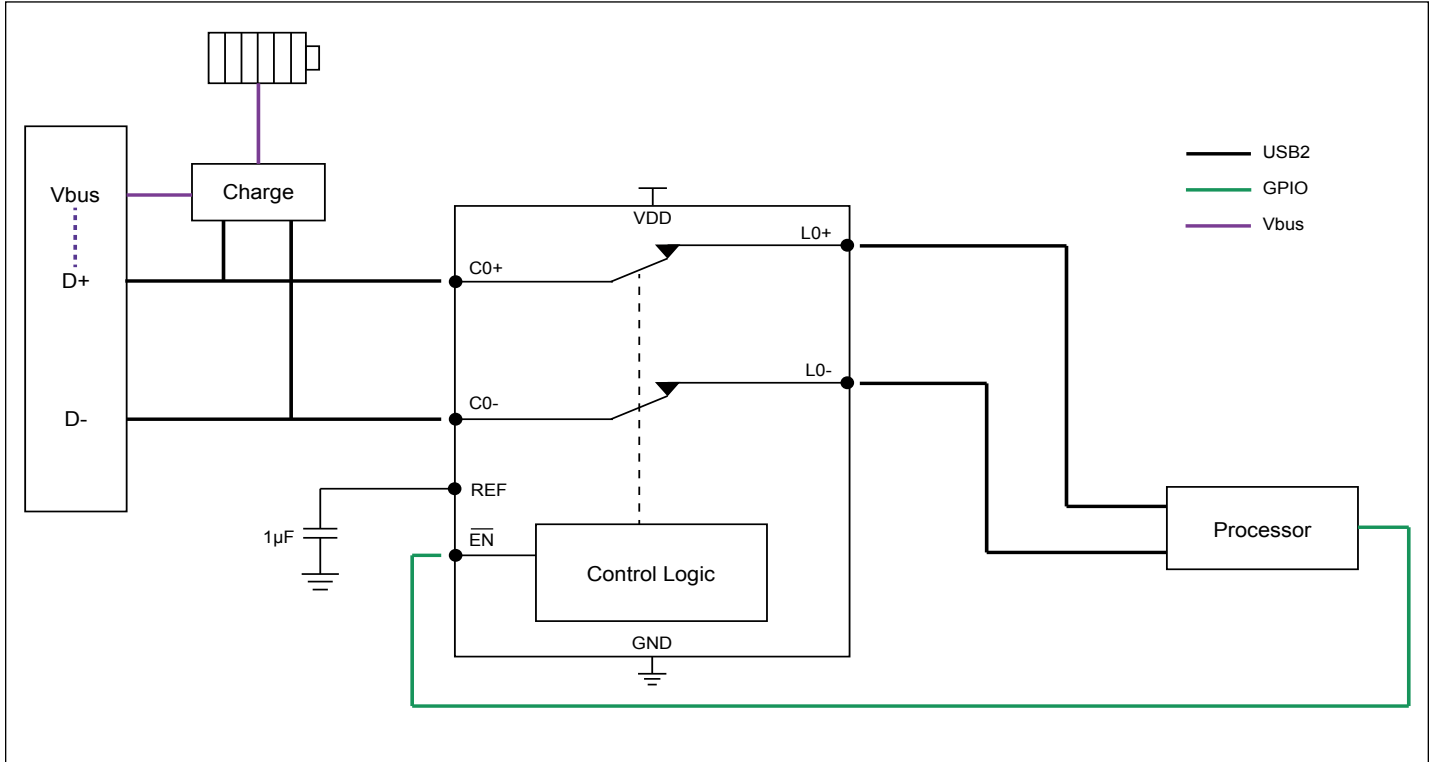 Vbus
Charge
D+
D-
VDD
C0+
L0+
C0-
L0-
REF
1µF
EN
Control Logic
GND
Processor
USB2
GPIO
Vbus